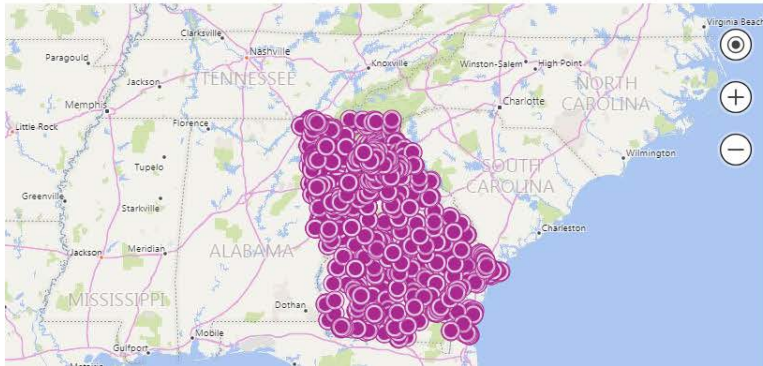 Virginia Beach
Clarksville
Nashville
Paragould
Knoxville
Winston-Salem
High Point
TENNESSEE
NORTH
CAROLINA
Jackson
Memphis
Charlotte
Little Rock
Florence
Wilmington
Tupelo
SOUTH
CAROLINA
Greenville
Starkville
Charleston
Jackson
Meridian
ALABAMA
MISSISSIPPI
Dothan
Mobile
Gulfport